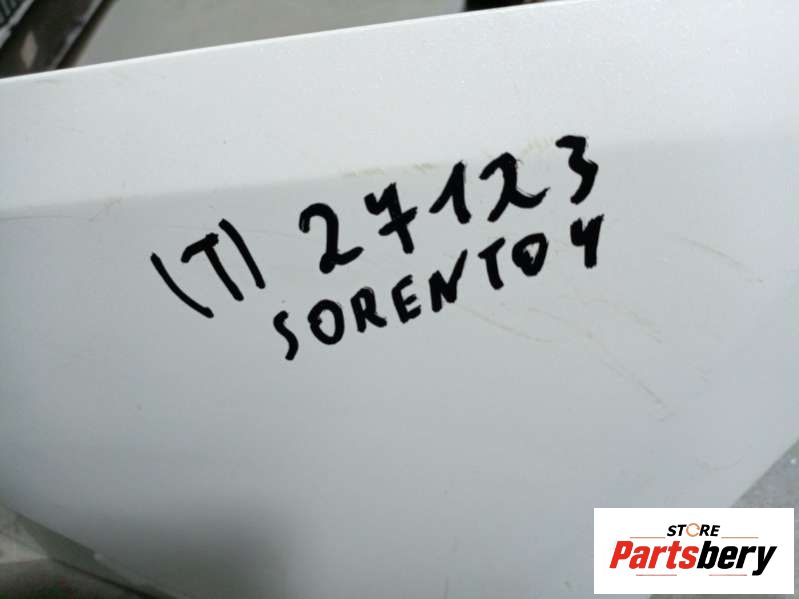 (T) 27123
SORENTO 4
STORE
Partsbery